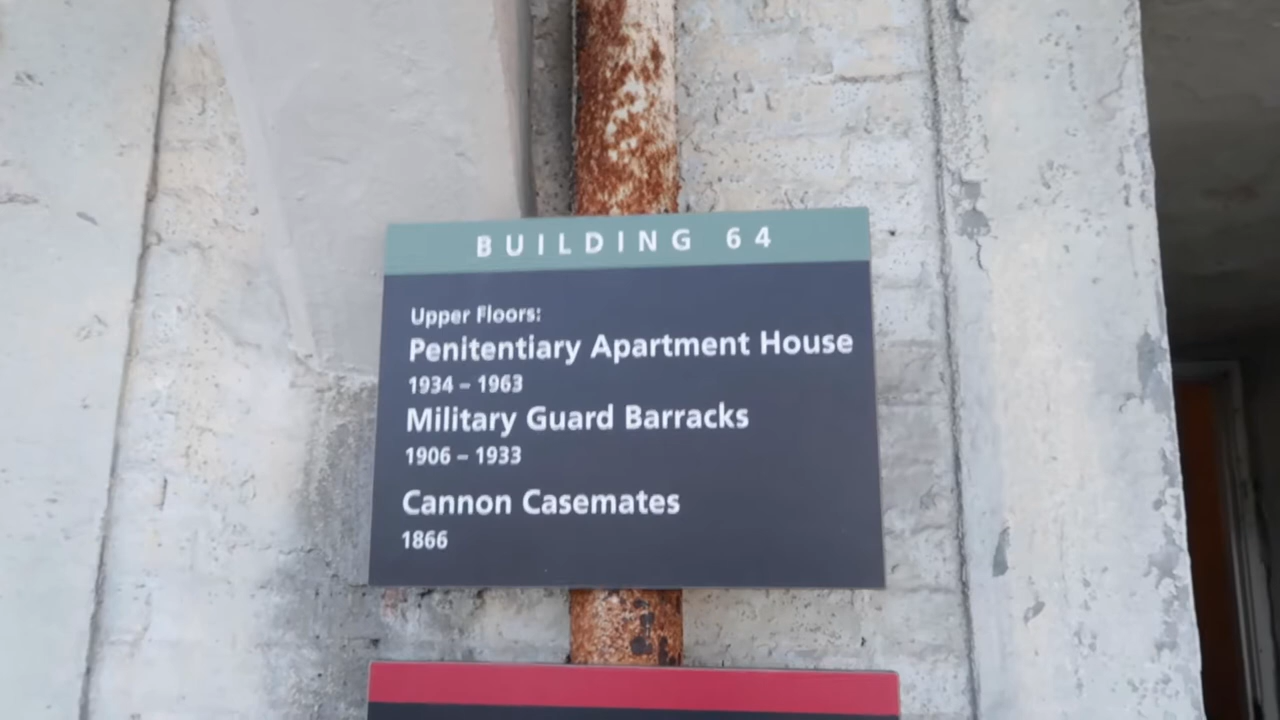 BUILDING 64
Upper Floors:
Penitentiary Apartment House
1934 – 1963
Military Guard Barracks
1906 – 1933
Cannon Casemates
1866